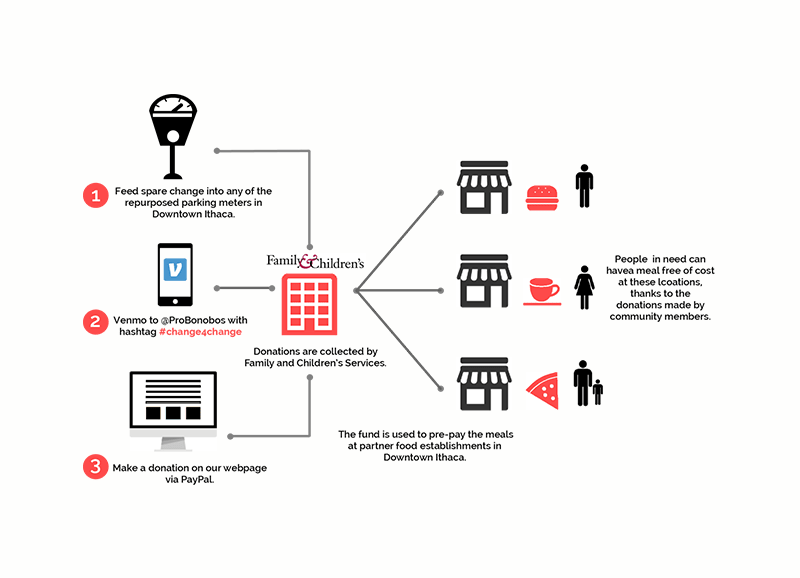 1
Feed spare change into any of the
repurposed parking meters in
Downtown Ithaca.
2
Venmo to @ProBonobos with
hashtag #change4change
3
Make a donation on our webpage
via PayPal.
Family & Children's
Donations are collected by
Family and Children's Services.
The fund is used to pre-pay the meals
at partner food establishments in
Downtown Ithaca.
People in need can
havea meal free of cost
at these lcoations,
thanks to the
donations made by
community members.